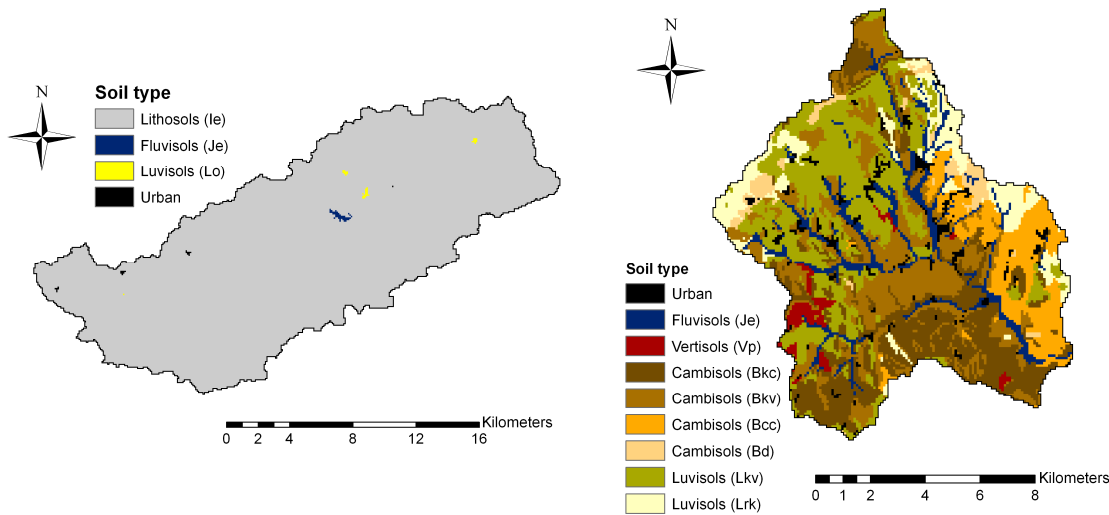 Soil type
Lithosols (Ie)
Fluvisols (Je)
Luvisols (Lo)
Urban
Kilometers
0 2 4 8 12 16
Soil type
Urban
Fluvisols (Je)
Vertisols (Vp)
Cambisols (Bkc)
Cambisols (Bkv)
Cambisols (Bcc)
Cambisols (Bd)
Luvisols (Lkv)
Luvisols (Lrk)
Kilometers
0 1 2 4 6 8